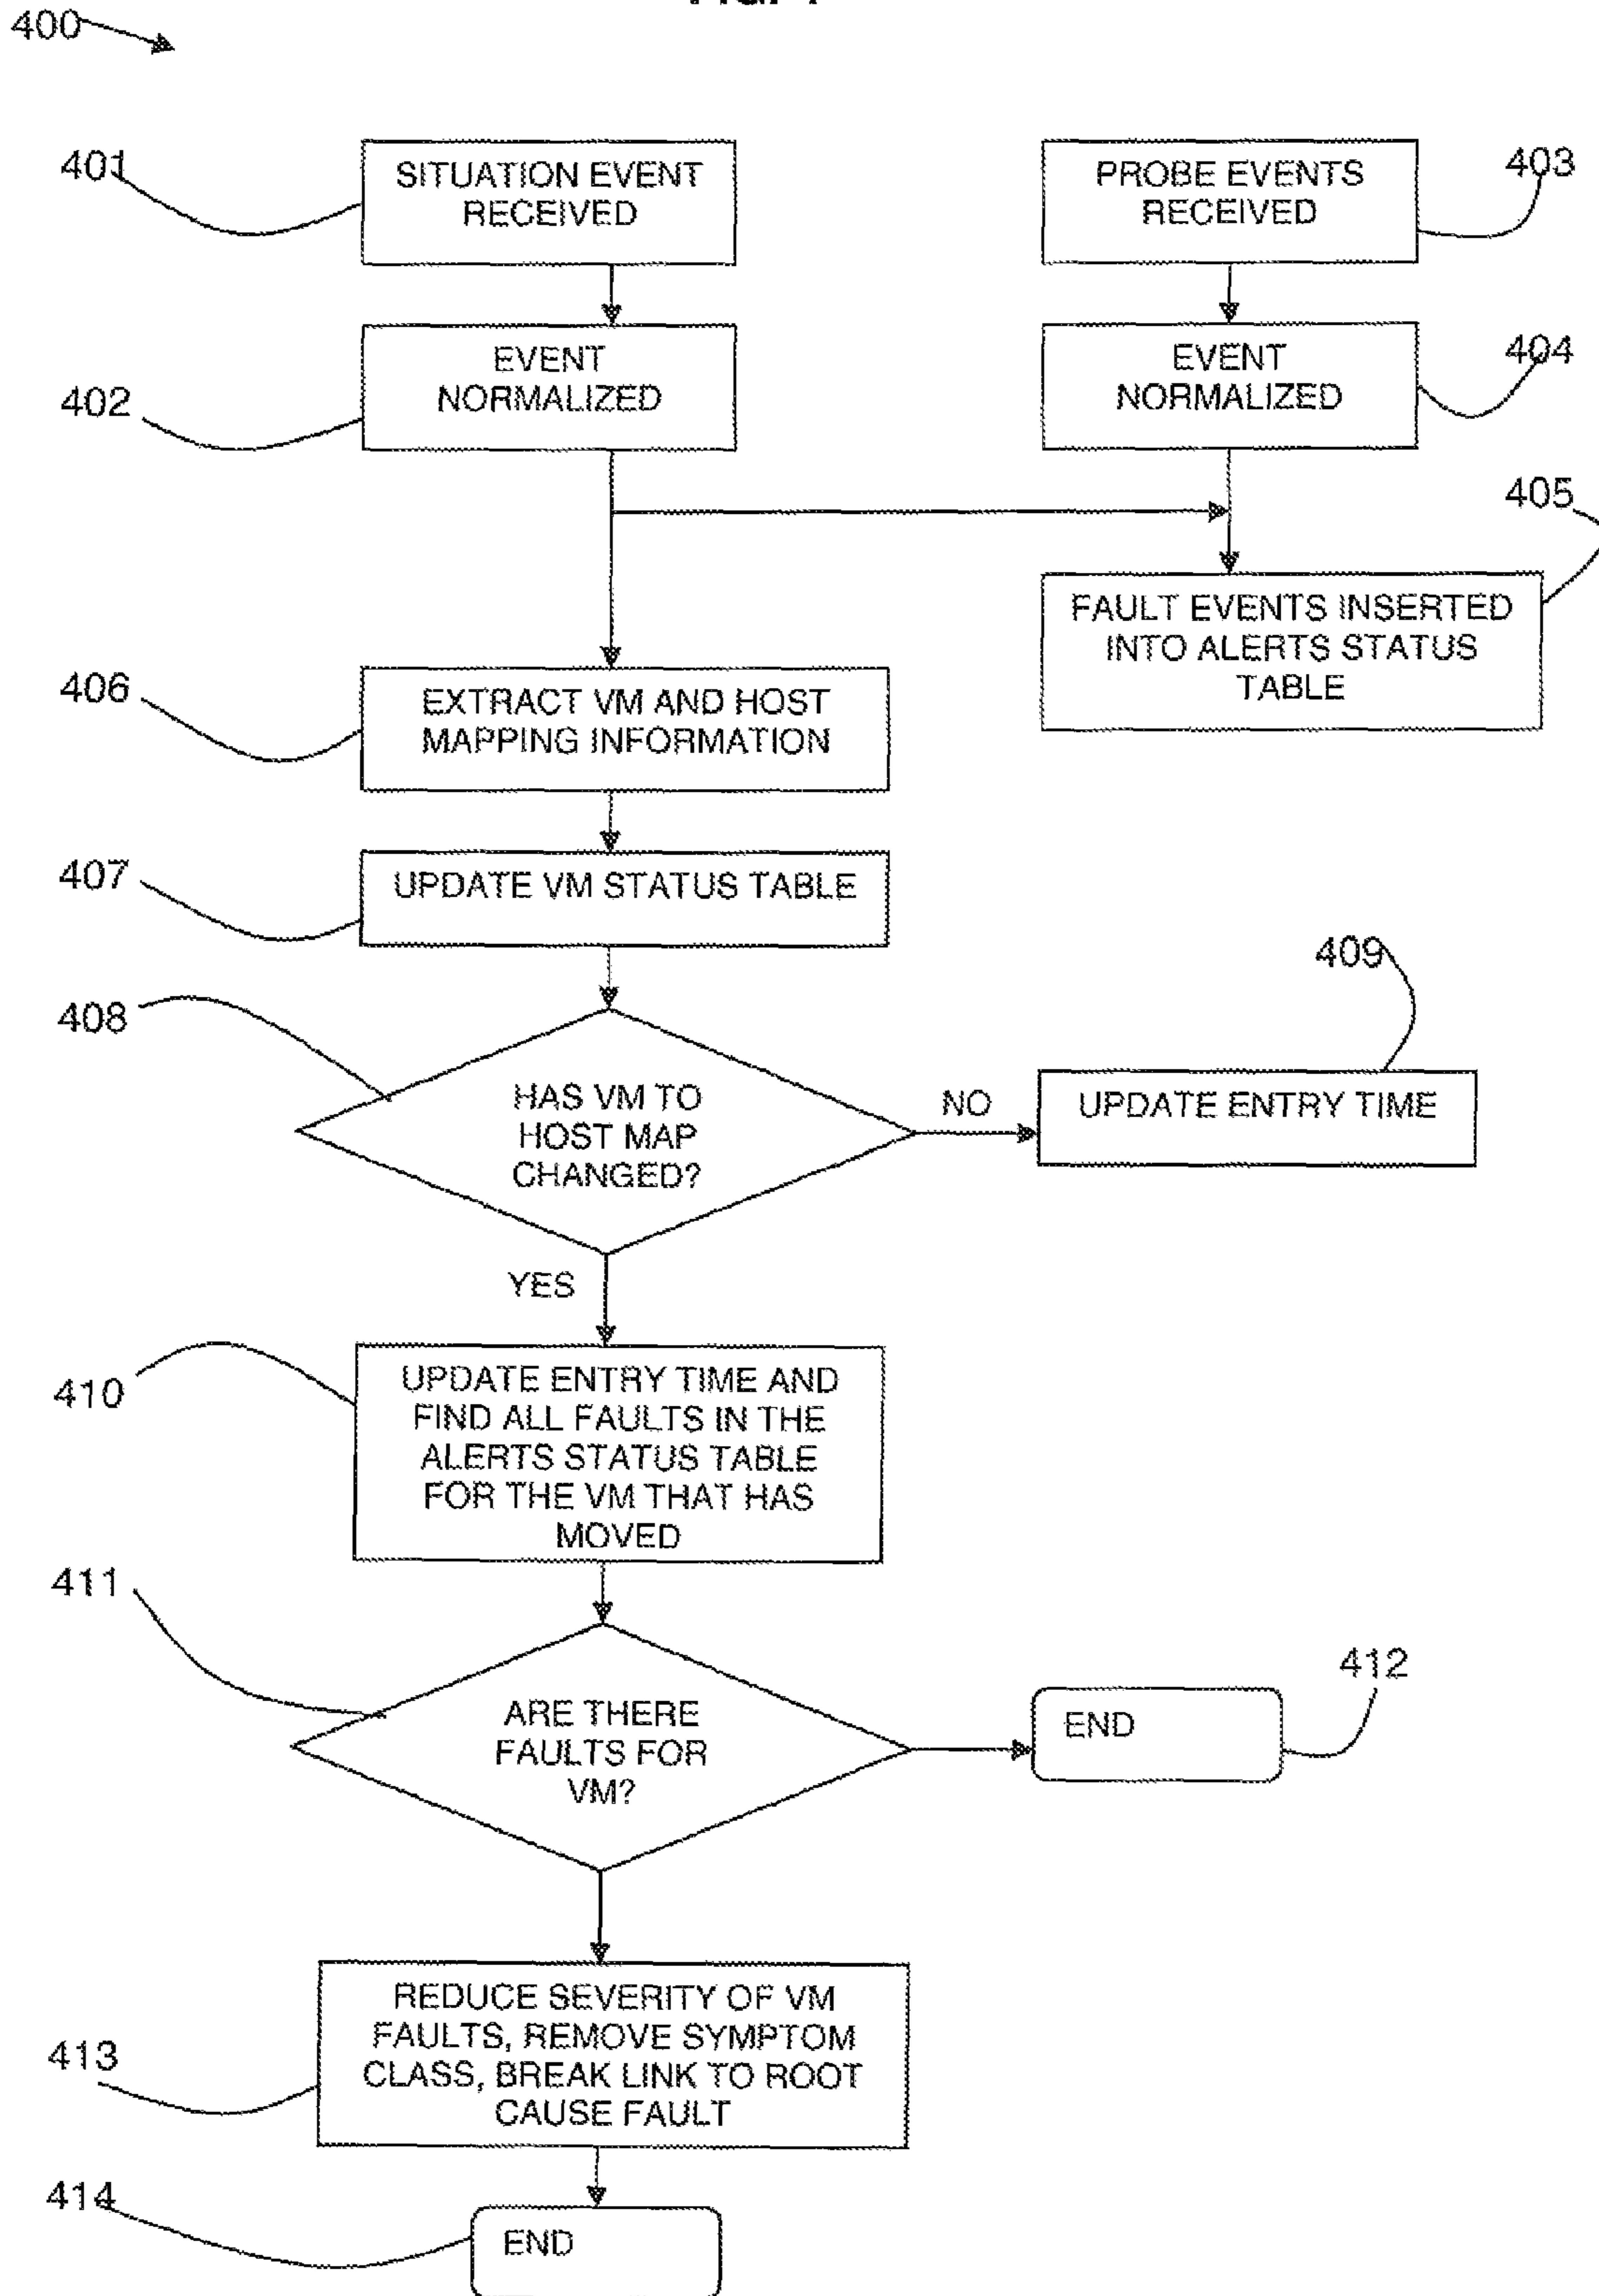 400
401
SITUATION EVENT
RECEIVED
PROBE EVENTS
RECEIVED
403
402
EVENT
NORMALIZED
EVENT
NORMALIZED
404
405
FAULT EVENTS INSERTED
INTO ALERTS STATUS
TABLE
406
EXTRACT VM AND HOST
MAPPING INFORMATION
407
UPDATE VM STATUS TABLE
408
HAS VM TO
HOST MAP
CHANGED?
NO
409
UPDATE ENTRY TIME
YES
410
UPDATE ENTRY TIME AND
FIND ALL FAULTS IN THE
ALERTS STATUS TABLE
FOR THE VM THAT HAS
MOVED
411
ARE THERE
FAULTS FOR
VM?
412
END
413
REDUCE SEVERITY OF VM
FAULTS, REMOVE SYMPTOM
CLASS, BREAK LINK TO ROOT
CAUSE FAULT
414
END